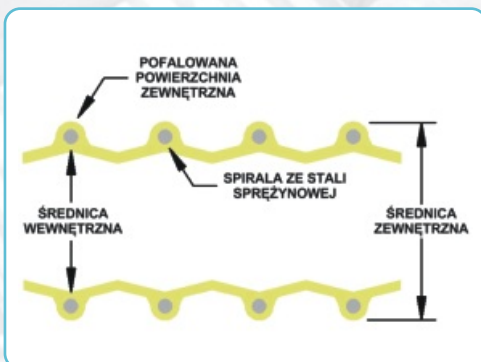 POFALOWANA
POWIERZCHNIA
ZEWNĘTRZNA
SPIRALA ZE STALI
SPRĘŻYNOWEJ
ŚREDNICA
WEWNĘTRZNA
ŚREDNICA
ZEWNĘTRZNA